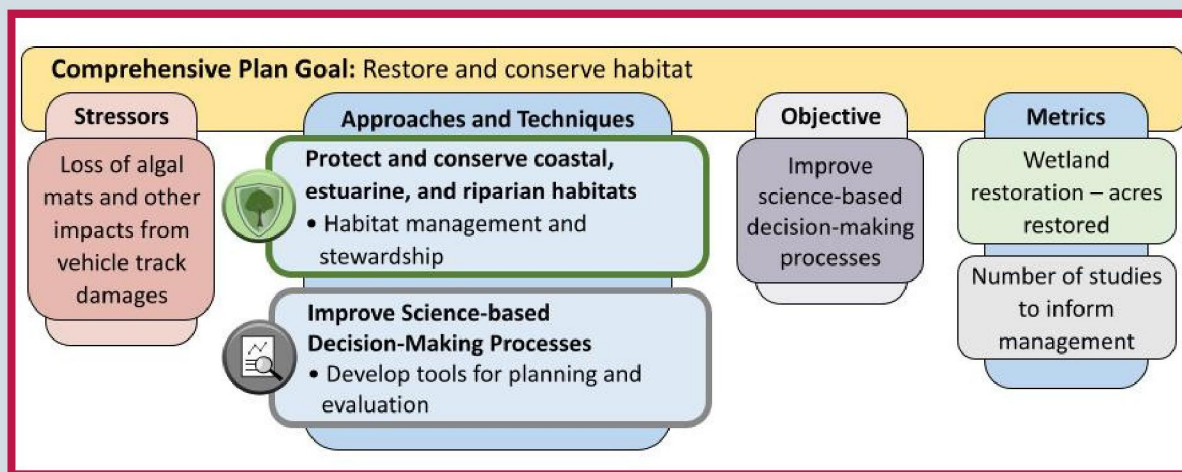 Comprehensive Plan Goal: Restore and conserve habitat
Stressors
Loss of algal
mats and other
impacts from
vehicle track
damages
Approaches and Techniques
Protect and conserve coastal,
estuarine, and riparian habitats
• Habitat management and
stewardship
Improve Science-based
Decision-Making Processes
• Develop tools for planning and
evaluation
Objective
Improve
science-based
decision-making
processes
Metrics
Wetland
restoration – acres
restored
Number of studies
to inform
management